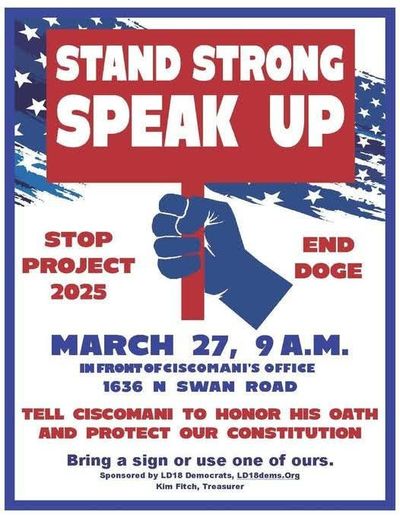 STAND STRONG
SPEAK UP
STOP
PROJECT
2025
END
DOGE
MARCH 27, 9 A.M.
IN FRONT OF CISCOMANI'S OFFICE
1636 N SWAN ROAD
TELL CISCOMANI TO HONOR HIS OATH
AND PROTECT OUR CONSTITUTION
Bring a sign or use one of ours.
Sponsored by LD18 Democrats, LD18dems.Org
Kim Fitch, Treasurer